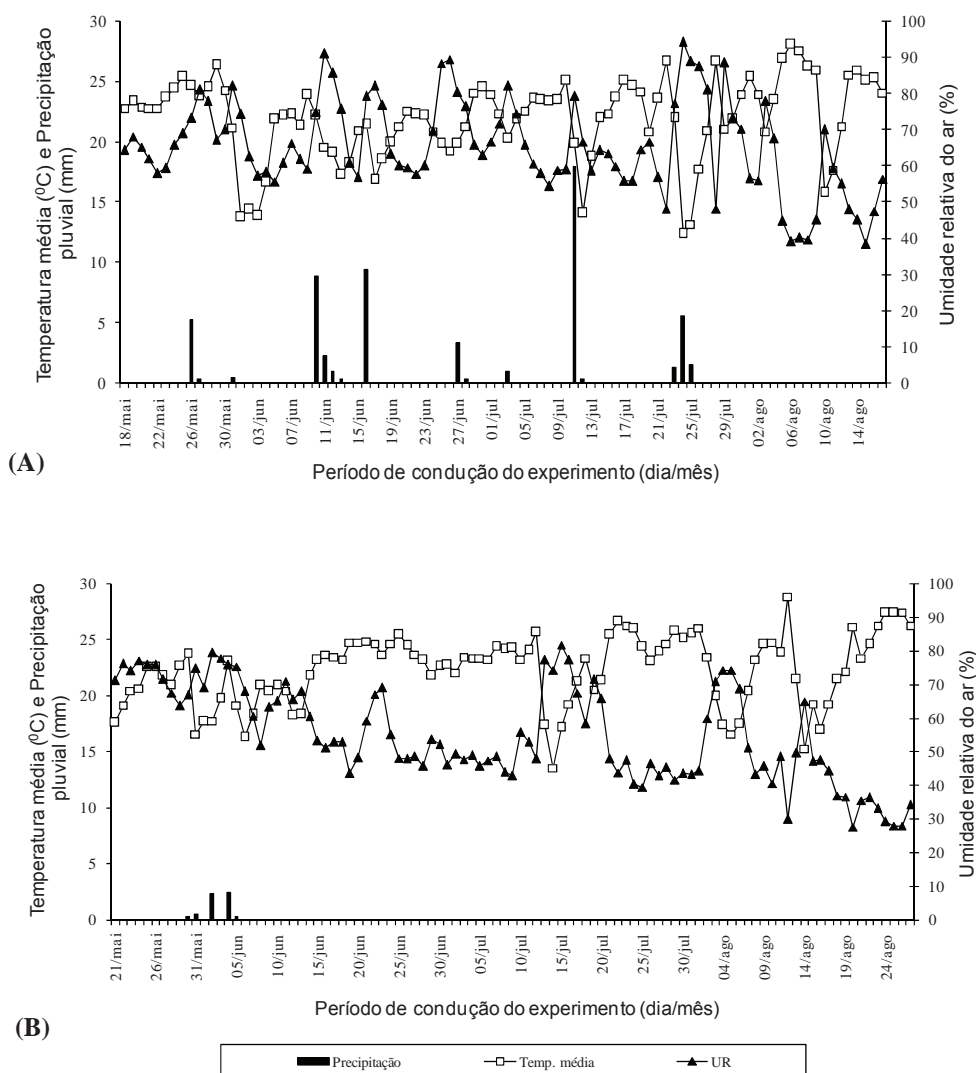 Temperatura média (ºC) e Precipitação
pluvial (mm)
30
25
20
15
10
5
0
100
90
80
70
60
50
40
30
20
10
0
Umidade relativa do ar (%)
18/mai
22/mai
26/mai
30/mai
03/jun
07/jun
11/jun
15/jun
19/jun
23/jun
27/jun
01/jul
05/jul
09/jul
13/jul
17/jul
21/jul
25/jul
29/jul
02/ago
06/ago
10/ago
14/ago
(A)
Período de condução do experimento (dia/mês)
Temperatura média (ºC) e Precipitação
pluvial (mm)
30
25
20
15
10
5
0
100
90
80
70
60
50
40
30
20
10
0
Umidade relativa do ar (%)
21/mai
26/mai
31/mai
05/jun
10/jun
15/jun
20/jun
25/jun
30/jun
05/jul
10/jul
15/jul
20/jul
25/jul
30/jul
04/ago
09/ago
14/ago
19/ago
24/ago
Período de condução do experimento (dia/mês)
(B)
Precipitação Temp. média UR